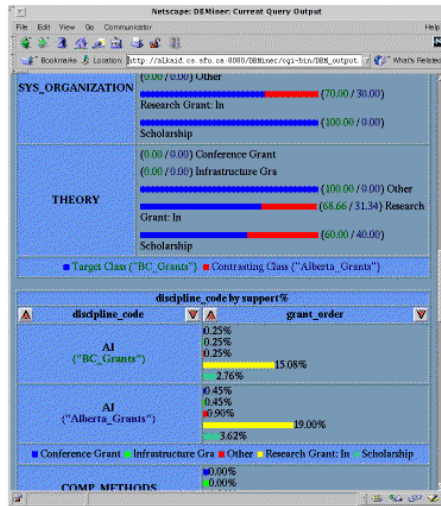 Netscape: DBMiner: Current Query Output
File Edit View Go Communicator Help
Bookmarks Location: http://alkaid.cs.sfu.ca:8080/DBMiner/cgi-bin/DBM_output. What's Related
(0.00 / 0.00) Other
SYS_ORGANIZATION
(70.00 / 30.00)
Research Grant: In
(100.00 / 0.00)
Scholarship
(0.00 / 0.00) Conference Grant
(0.00 / 0.00) Infrastructure Gra
THEORY
(100.00 / 0.00) Other
(68.66 / 31.34) Research
Grant: In
(60.00 / 40.00)
Scholarship
Target Class ("BC_Grants") Contrasting Class ("Alberta_Grants")
discipline_code by support%
discipline_code grant_order
0.25%
AI 0.25%
("BC_Grants") 0.25%
15.08%
2.76%
0.45%
AI 0.45%
("Alberta_Grants") 0.90%
19.00%
3.62%
Conference Grant Infrastructure Gra Other Research Grant: In Scholarship
0.00%
COMP_METHODS 0.00%